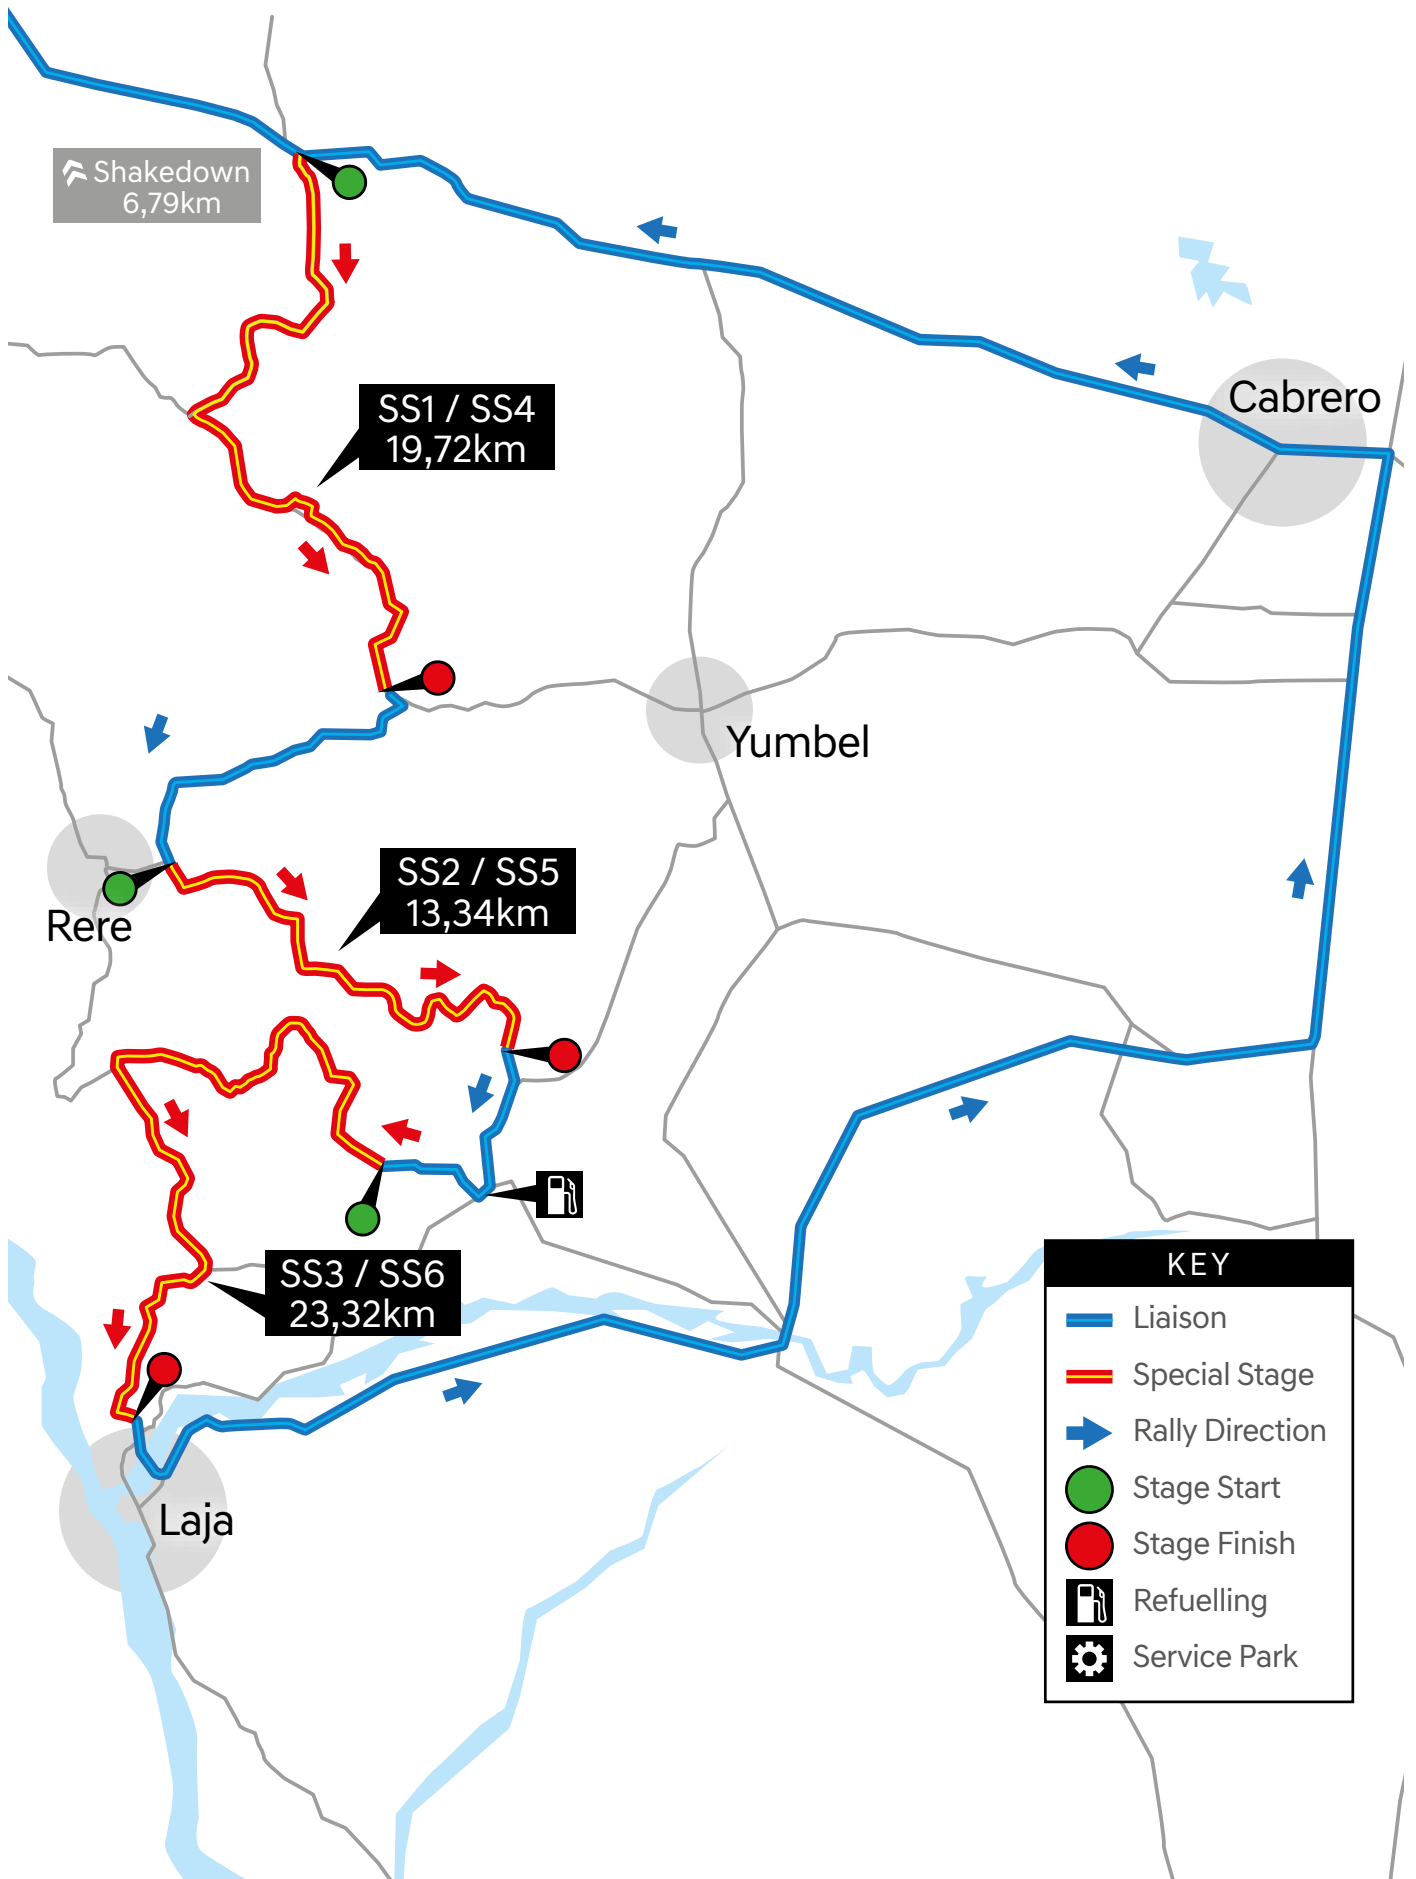 Shakedown
6,79km
SS1 / SS4
19,72km
Cabrero
Yumbel
SS2 / SS5
13,34km
Rere
SS3 / SS6
23,32km
Laja
KEY
Liaison
Special Stage
Rally Direction
Stage Start
Stage Finish
Refuelling
Service Park